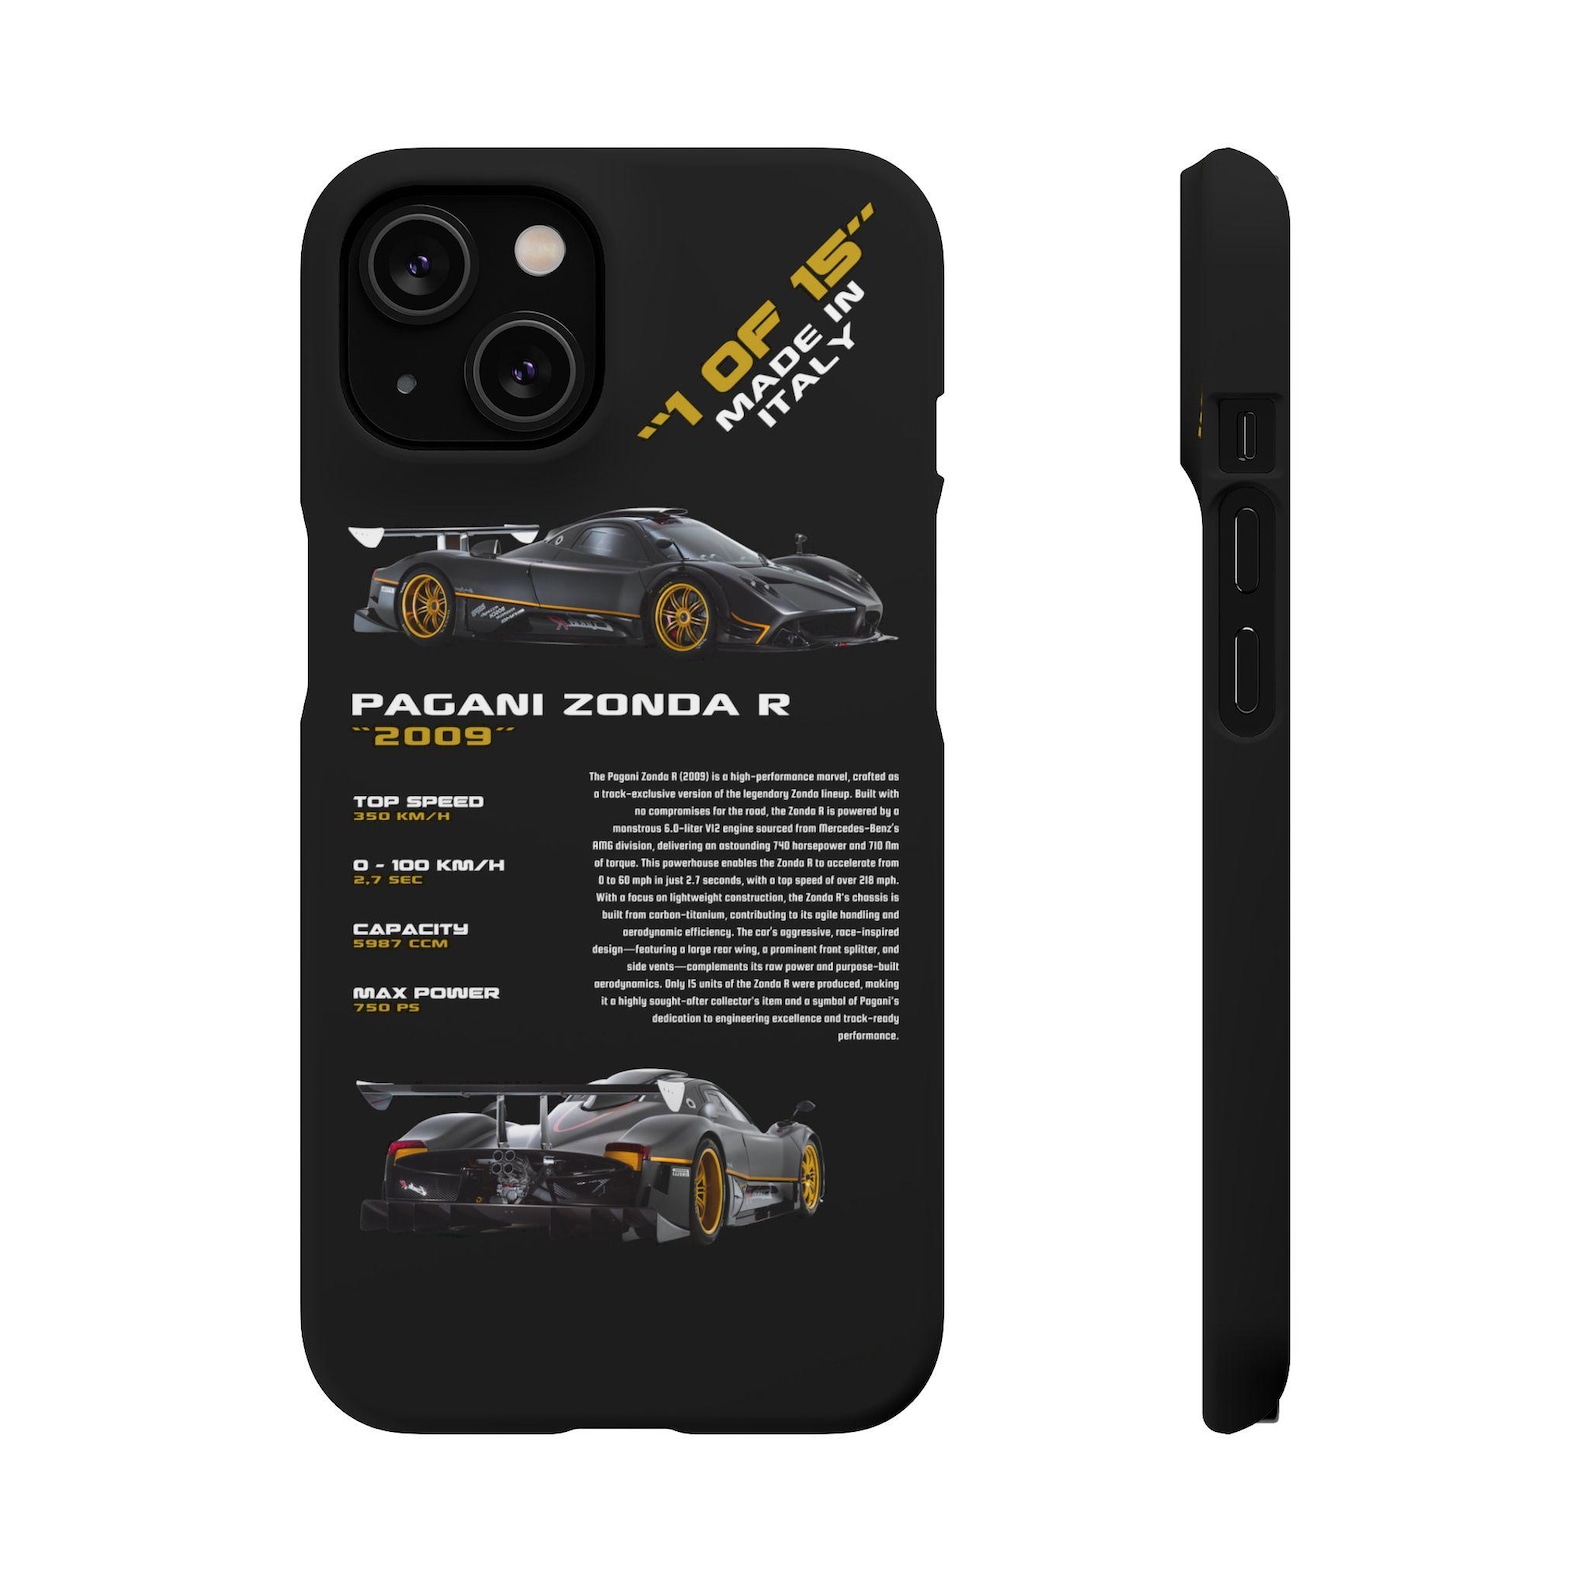 "1 OF 15"
MADE IN
ITALY
PAGANI ZONDA R
"2009"
TOP SPEED
350 KM/H
0 - 100 KM/H
2,7 SEC
CAPACITY
5987 CCM
MAX POWER
750 PS
The Pagani Zonda R (2009) is a high-performance marvel, crafted as
a track-exclusive version of the legendary Zonda lineup. Built with
no compromises for the road, the Zonda R is powered by a
monstrous 6.0-liter V12 engine sourced from Mercedes-Benz's
AMG division, delivering an astounding 740 horsepower and 710 Nm
of torque. This powerhouse enables the Zonda R to accelerate from
0 to 60 mph in just 2.7 seconds, with a top speed of over 218 mph.
With a focus on lightweight construction, the Zonda R's chassis is
built from carbon-titanium, contributing to its agile handling and
aerodynamic efficiency. The car's aggressive, race-inspired
design—featuring a large rear wing, a prominent front splitter, and
side vents—complements its raw power and purpose-built
aerodynamics. Only 15 units of the Zonda R were produced, making
it a highly sought-after collector's item and a symbol of Pagani's
dedication to engineering excellence and track-ready
performance.